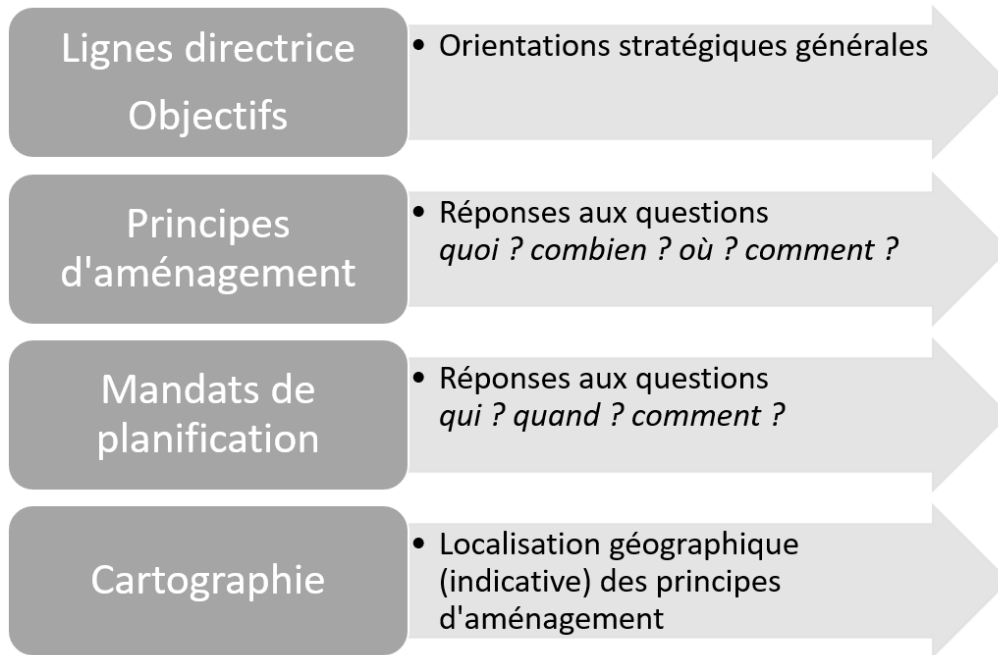 Lignes directrice
Objectifs
• Orientations stratégiques générales
Principes
d'aménagement
• Réponses aux questions
quoi ? combien ? où ? comment ?
Mandats de
planification
• Réponses aux questions
qui ? quand ? comment ?
Cartographie
• Localisation géographique
(indicative) des principes
d'aménagement